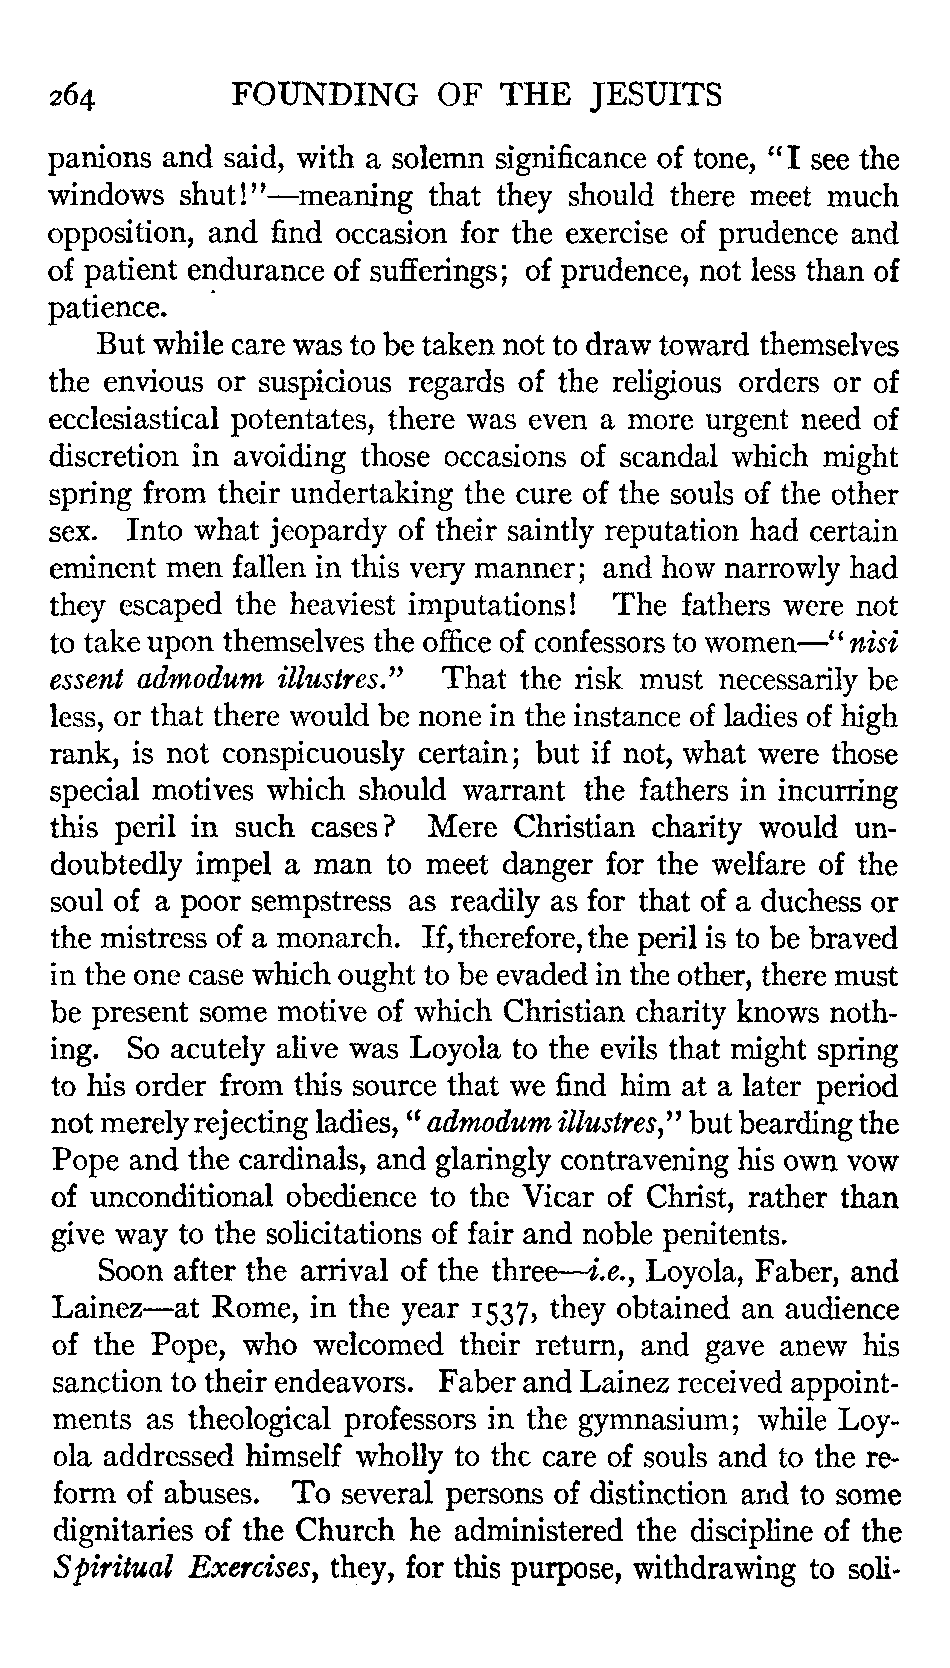 264 FOUNDING OF THE JESUITS
panions and said, with a solemn significance of tone, "I see the
windows shut!"—meaning that they should there meet much
opposition, and find occasion for the exercise of prudence and
of patient endurance of sufferings; of prudence, not less than of
patience.
But while care was to be taken not to draw toward themselves
the envious or suspicious regards of the religious orders or of
ecclesiastical potentates, there was even a more urgent need of
discretion in avoiding those occasions of scandal which might
spring from their undertaking the cure of the souls of the other
sex. Into what jeopardy of their saintly reputation had certain
eminent men fallen in this very manner; and how narrowly had
they escaped the heaviest imputations! The fathers were not
to take upon themselves the office of confessors to women—"nisi
essent admodum illustres." That the risk must necessarily be
less, or that there would be none in the instance of ladies of high
rank, is not conspicuously certain; but if not, what were those
special motives which should warrant the fathers in incurring
this peril in such cases? Mere Christian charity would un-
doubtedly impel a man to meet danger for the welfare of the
soul of a poor sempstress as readily as for that of a duchess or
the mistress of a monarch. If, therefore, the peril is to be braved
in the one case which ought to be evaded in the other, there must
be present some motive of which Christian charity knows noth-
ing. So acutely alive was Loyola to the evils that might spring
to his order from this source that we find him at a later period
not merely rejecting ladies, "admodum illustres," but bearding the
Pope and the cardinals, and glaringly contravening his own vow
of unconditional obedience to the Vicar of Christ, rather than
give way to the solicitations of fair and noble penitents.
Soon after the arrival of the three—i.e., Loyola, Faber, and
Lainez—at Rome, in the year 1537, they obtained an audience
of the Pope, who welcomed their return, and gave anew his
sanction to their endeavors. Faber and Lainez received appoint-
ments as theological professors in the gymnasium; while Loy-
ola addressed himself wholly to the care of souls and to the re-
form of abuses. To several persons of distinction and to some
dignitaries of the Church he administered the discipline of the
Spiritual Exercises, they, for this purpose, withdrawing to soli-